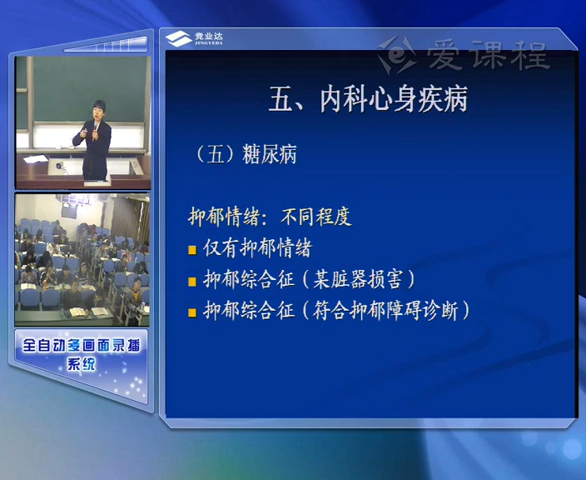 竞业达
JINGYEDA
爱课程
五、内科心身疾病
（五）糖尿病
抑郁情绪：不同程度
仅有抑郁情绪
抑郁综合征（某脏器损害）
抑郁综合征（符合抑郁障碍诊断）
全自动多画面录播
系统